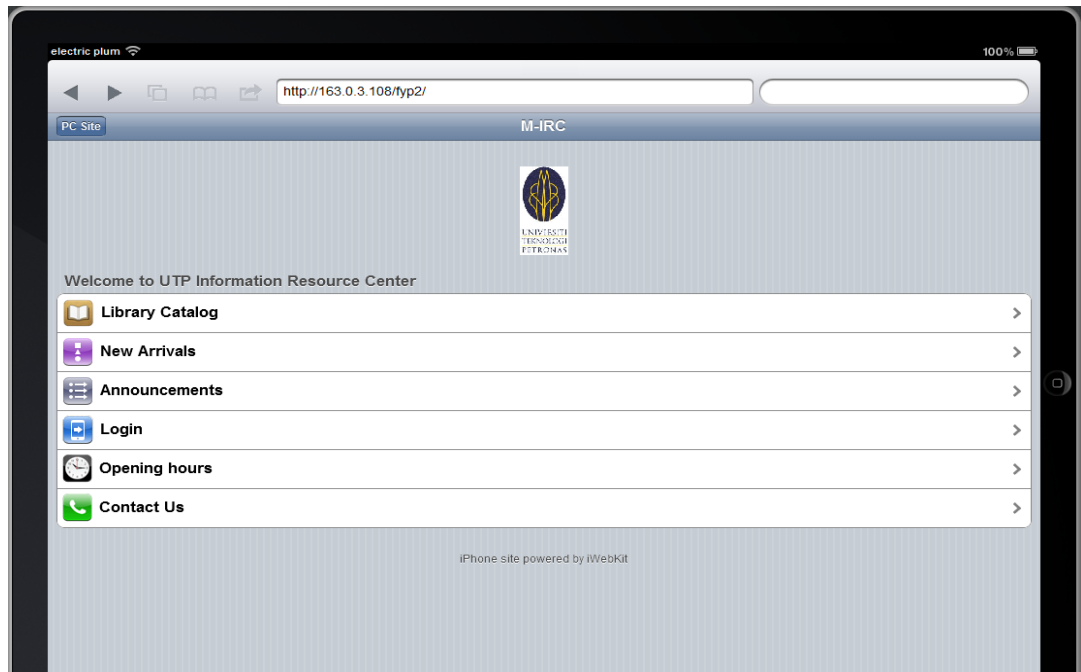 electric plum 100%
http://163.0.3.108/fyp2/
PC Site M-IRC
UNIVERSITI
TEKNOLOGI
PETRONAS
Welcome to UTP Information Resource Center
Library Catalog
New Arrivals
Announcements
Login
Opening hours
Contact Us
iPhone site powered by iWebKit